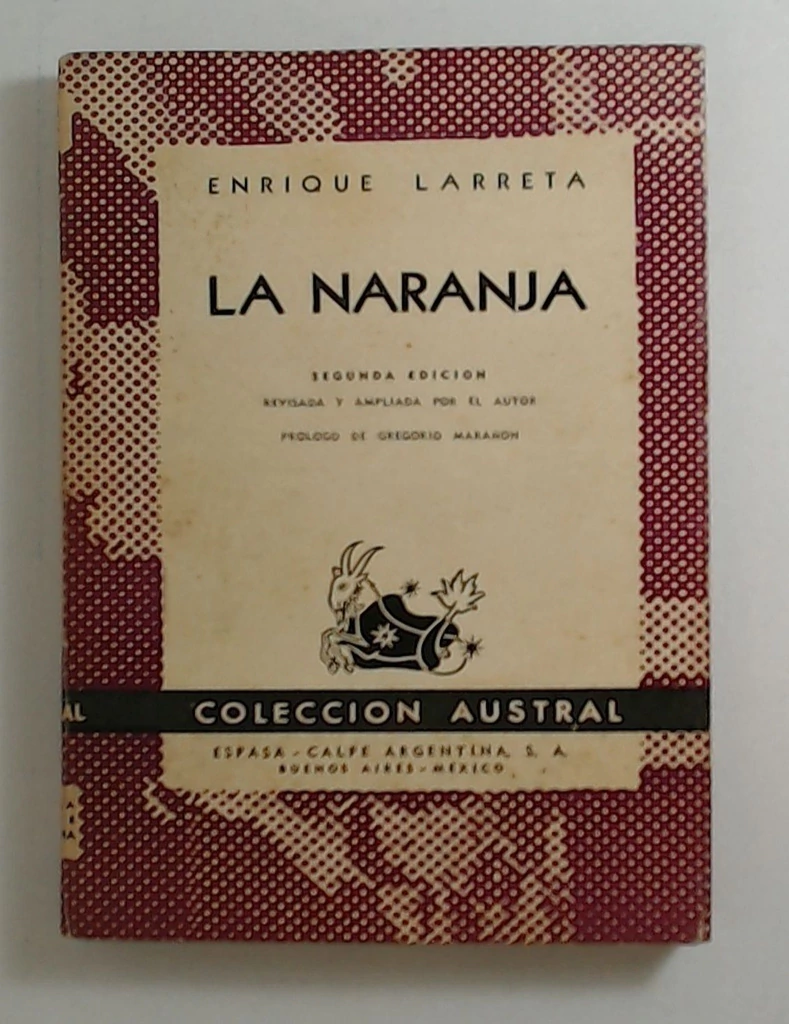 ENRIQUE LARRETA
LA NARANJA
SEGUNDA EDICION
REVISADA Y AMPLIADA POR EL AUTOR
PROLOGO DE GREGORIO MARAÑON
AL
COLECCION AUSTRAL
ESPASA-CALPE ARGENTINA, S. A.
BUENOS AIRES-MEXICO